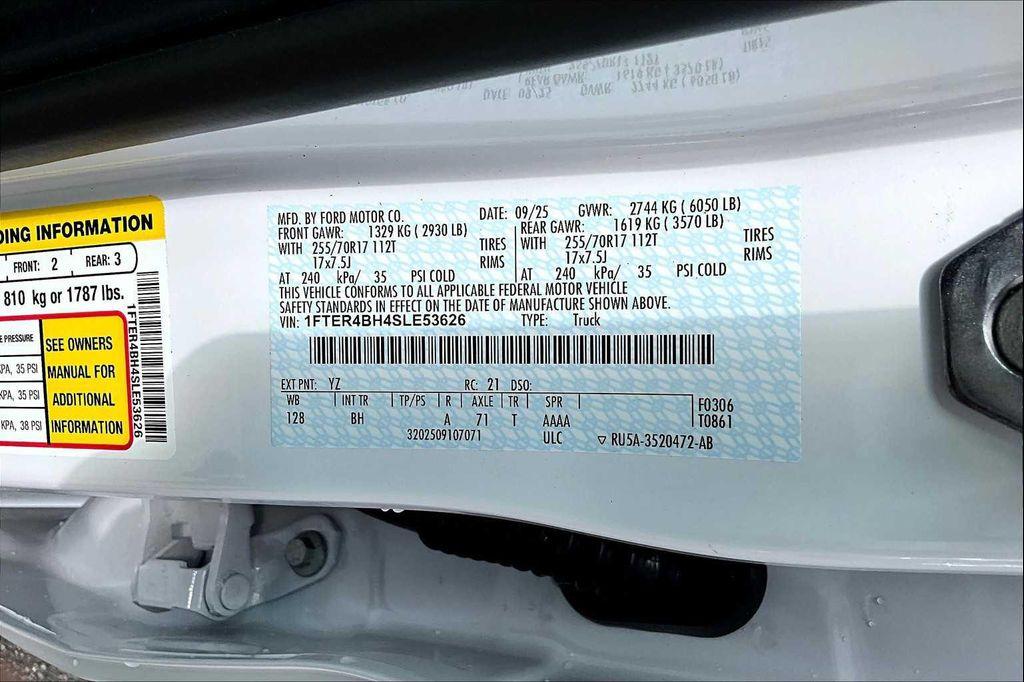 DING INFORMATION
FRONT: 2 REAR: 3
810 kg or 1787 lbs.
E PRESSURE
KPA, 35 PSI
KPA, 35 PSI
KPA, 38 PSI
SEE OWNERS
MANUAL FOR
ADDITIONAL
INFORMATION
1FTER4BH4SLE53626
MFD. BY FORD MOTOR CO. DATE: 09/25 GVWR: 2744 KG ( 6050 LB)
FRONT GAWR: 1329 KG ( 2930 LB) REAR GAWR: 1619 KG ( 3570 LB)
WITH 255/70R17 112T TIRES WITH 255/70R17 112T TIRES
17x7.5J RIMS 17x7.5J RIMS
AT 240 kPa/ 35 PSI COLD AT 240 kPa/ 35 PSI COLD
THIS VEHICLE CONFORMS TO ALL APPLICABLE FEDERAL MOTOR VEHICLE
SAFETY STANDARDS IN EFFECT ON THE DATE OF MANUFACTURE SHOWN ABOVE.
VIN: 1FTER4BH4SLE53626 TYPE: Truck
EXT PNT: YZ RC: 21 DSO:
WB INT TR TP/PS R AXLE TR SPR F0306
128 BH A 71 T AAAA T0861
3202509107071 ULC ▽ RU5A-3520472-AB